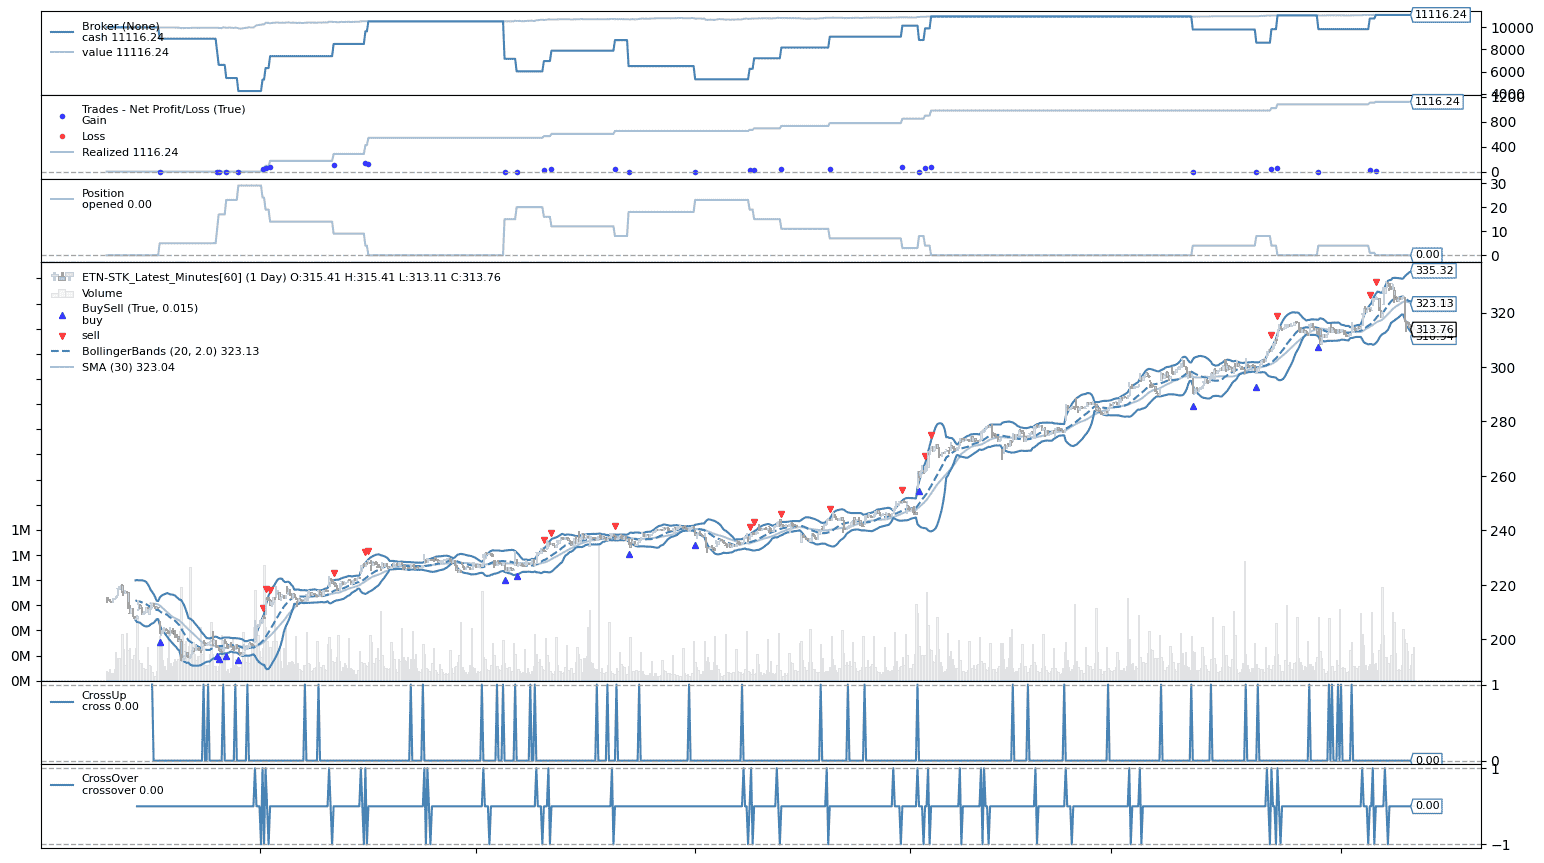 Broker (None)
cash 11116.24
value 11116.24
11116.24
10000
8000
6000
4000
Trades - Net Profit/Loss (True)
Gain
Loss
Realized 1116.24
1116.24
1200
800
400
0
Position
opened 0.00
30
20
10
0
0.00
ETN-STK_Latest_Minutes[60] (1 Day) O:315.41 H:315.41 L:313.11 C:313.76
Volume
BuySell (True, 0.015)
buy
sell
BollingerBands (20, 2.0) 323.13
SMA (30) 323.04
335.32
323.13
313.76
320
300
280
260
240
220
200
1M
1M
1M
0M
0M
0M
0M
CrossUp
cross 0.00
1
0
0.00
CrossOver
crossover 0.00
1
0.00
−1